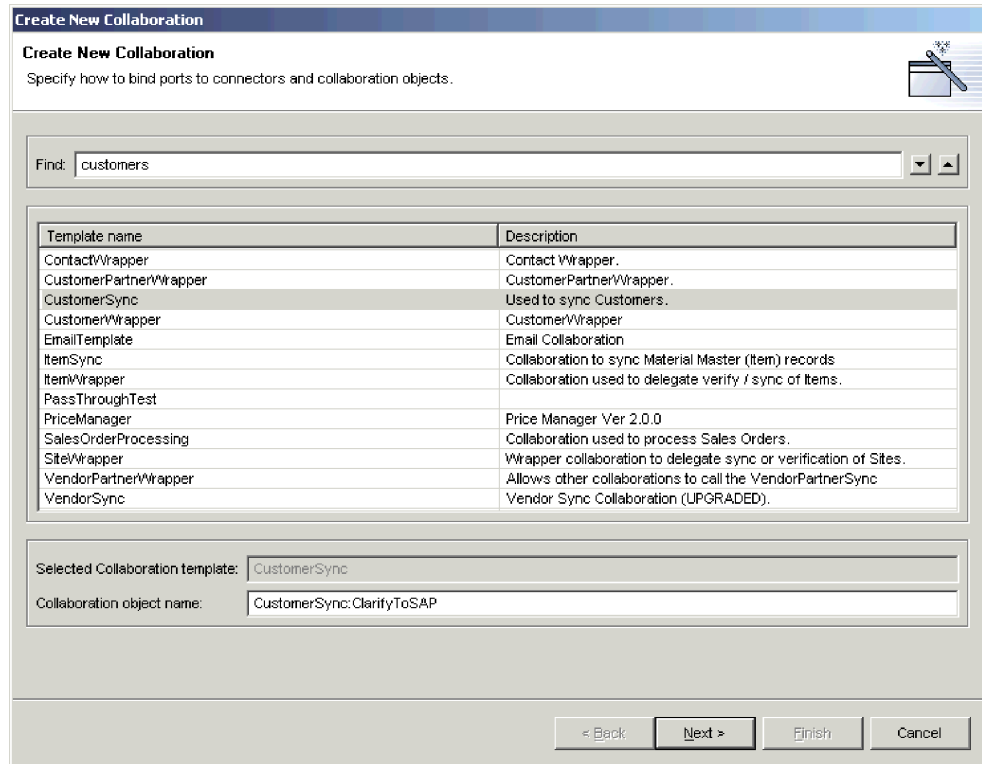 Create New Collaboration
Create New Collaboration
Specify how to bind ports to connectors and collaboration objects.
Find: customers
Template name Description
ContactWrapper Contact Wrapper.
CustomerPartnerWrapper CustomerPartnerWrapper.
CustomerSync Used to sync Customers.
CustomerWrapper CustomerWrapper
EmailTemplate Email Collaboration
ItemSync Collaboration to sync Material Master (Item) records
ItemWrapper Collaboration used to delegate verify / sync of Items.
PassThroughTest
PriceManager Price Manager Ver 2.0.0
SalesOrderProcessing Collaboration used to process Sales Orders.
SiteWrapper Wrapper collaboration to delegate sync or verification of Sites.
VendorPartnerWrapper Allows other collaborations to call the VendorPartnerSync
VendorSync Vendor Sync Collaboration (UPGRADED).
Selected Collaboration template: CustomerSync
Collaboration object name: CustomerSync:ClarifyToSAP
< Back Next > Finish Cancel